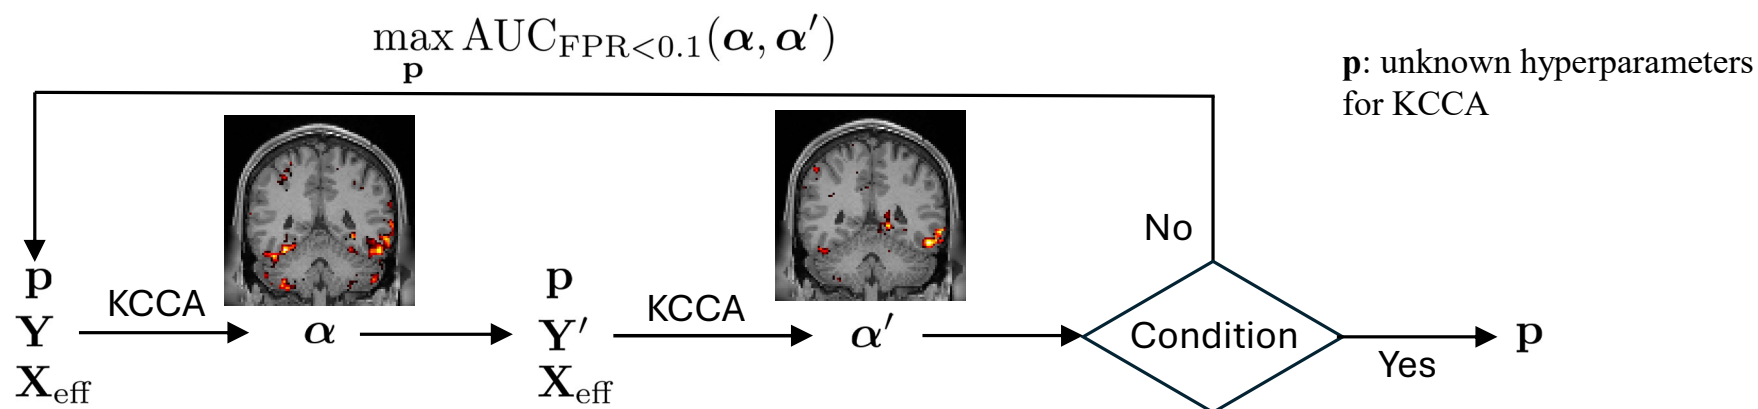 max AUC_FPR<0.1(α, α′)
p
p: unknown hyperparameters
for KCCA
No
p
Y
X_eff
KCCA
α
p
Y′
X_eff
KCCA
α′
Condition
Yes
p